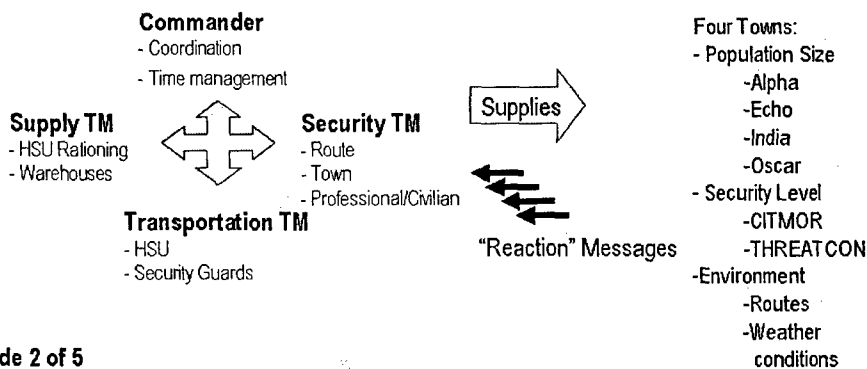 Commander
- Coordination
- Time management
Supply TM
- HSU Rationing
- Warehouses
Security TM
- Route
- Town
- Professional/Civilian
Transportation TM
- HSU
- Security Guards
Supplies
"Reaction" Messages
Four Towns:
- Population Size
-Alpha
-Echo
-India
-Oscar
- Security Level
-CITMOR
-THREATCON
-Environment
-Routes
-Weather
conditions
de 2 of 5